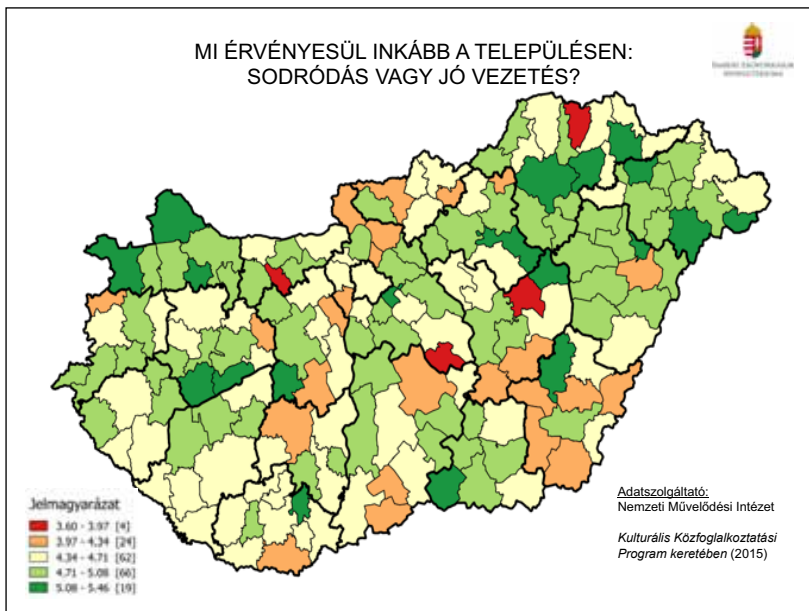 MI ÉRVÉNYESÜL INKÁBB A TELEPÜLÉSEN:
SODRÓDÁS VAGY JÓ VEZETÉS?
Jelmagyarázat
3.60 - 3.97 [4]
3.97 - 4.34 [24]
4.34 - 4.71 [62]
4.71 - 5.08 [66]
5.08 - 5.46 [19]
Adatszolgáltató:
Nemzeti Művelődési Intézet
Kulturális Közfoglalkoztatási
Program keretében (2015)